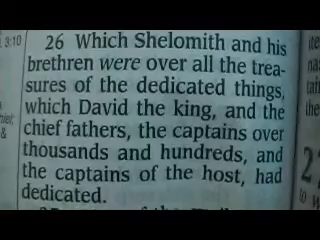 3:10
26 Which Shelomith and his
brethren were over all the trea-
sures of the dedicated things,
which David the king, and the
chief fathers, the captains over
thousands and hundreds, and
the captains of the host, had
dedicated.
&